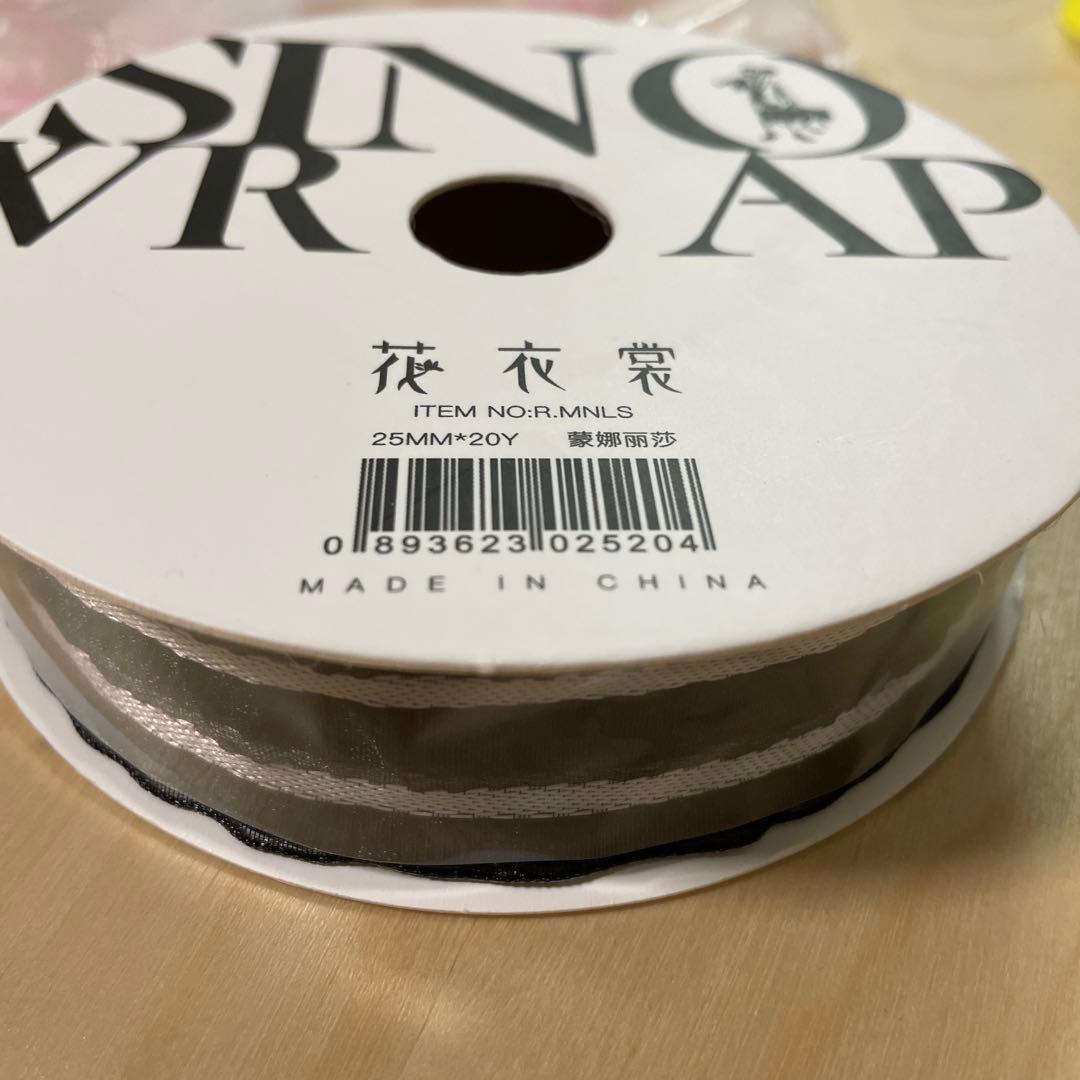 SINO
WRAP
花衣裳
ITEM NO:R.MNLS
25MM*20Y 蒙娜丽莎
0 893623 025204
MADE IN CHINA